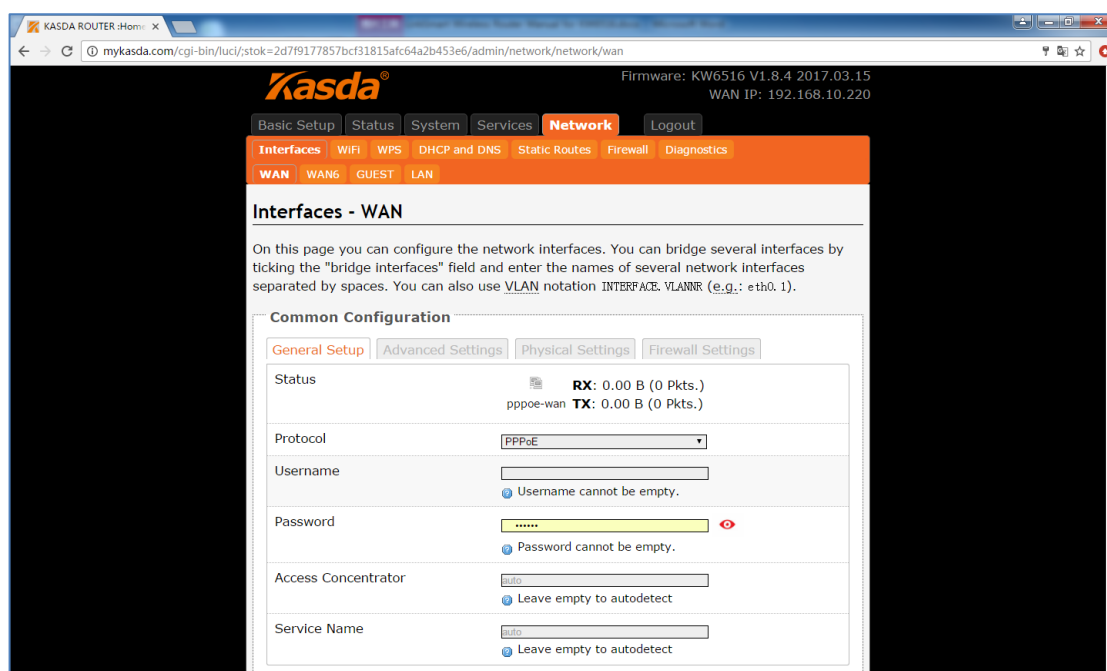 KASDA ROUTER :Home
mykasda.com/cgi-bin/luci/;stok=2d7f9177857bcf31815afc64a2b453e6/admin/network/network/wan
Kasda®
Firmware: KW6516 V1.8.4 2017.03.15
WAN IP: 192.168.10.220
Basic Setup Status System Services Network Logout
Interfaces WiFi WPS DHCP and DNS Static Routes Firewall Diagnostics
WAN WAN6 GUEST LAN
Interfaces - WAN
On this page you can configure the network interfaces. You can bridge several interfaces by
ticking the "bridge interfaces" field and enter the names of several network interfaces
separated by spaces. You can also use VLAN notation INTERFACE.VLANNR (e.g.: eth0.1).
Common Configuration
General Setup Advanced Settings Physical Settings Firewall Settings
Status
RX: 0.00 B (0 Pkts.)
pppoe-wan TX: 0.00 B (0 Pkts.)
Protocol PPPoE
Username
Username cannot be empty.
Password ••••••
Password cannot be empty.
Access Concentrator auto
Leave empty to autodetect
Service Name auto
Leave empty to autodetect